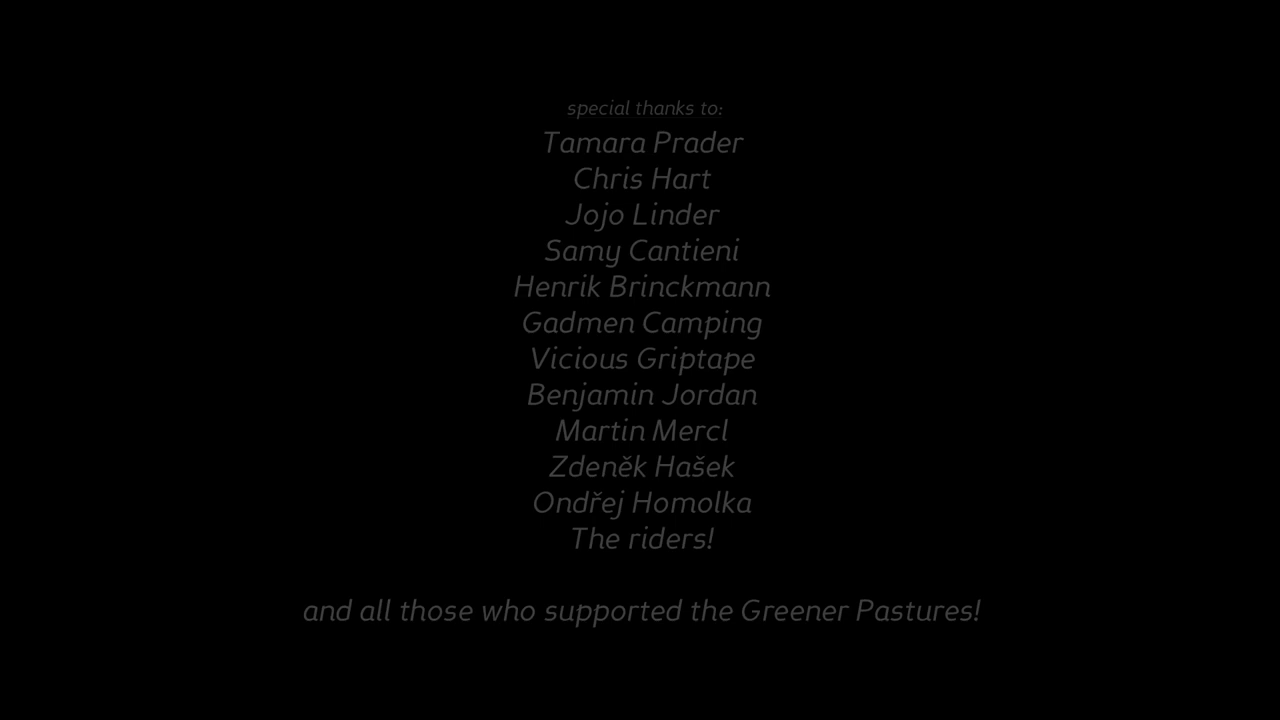 special thanks to:
Tamara Prader
Chris Hart
Jojo Linder
Samy Cantieni
Henrik Brinckmann
Gadmen Camping
Vicious Griptape
Benjamin Jordan
Martin Mercl
Zdeněk Hašek
Ondřej Homolka
The riders!
and all those who supported the Greener Pastures!